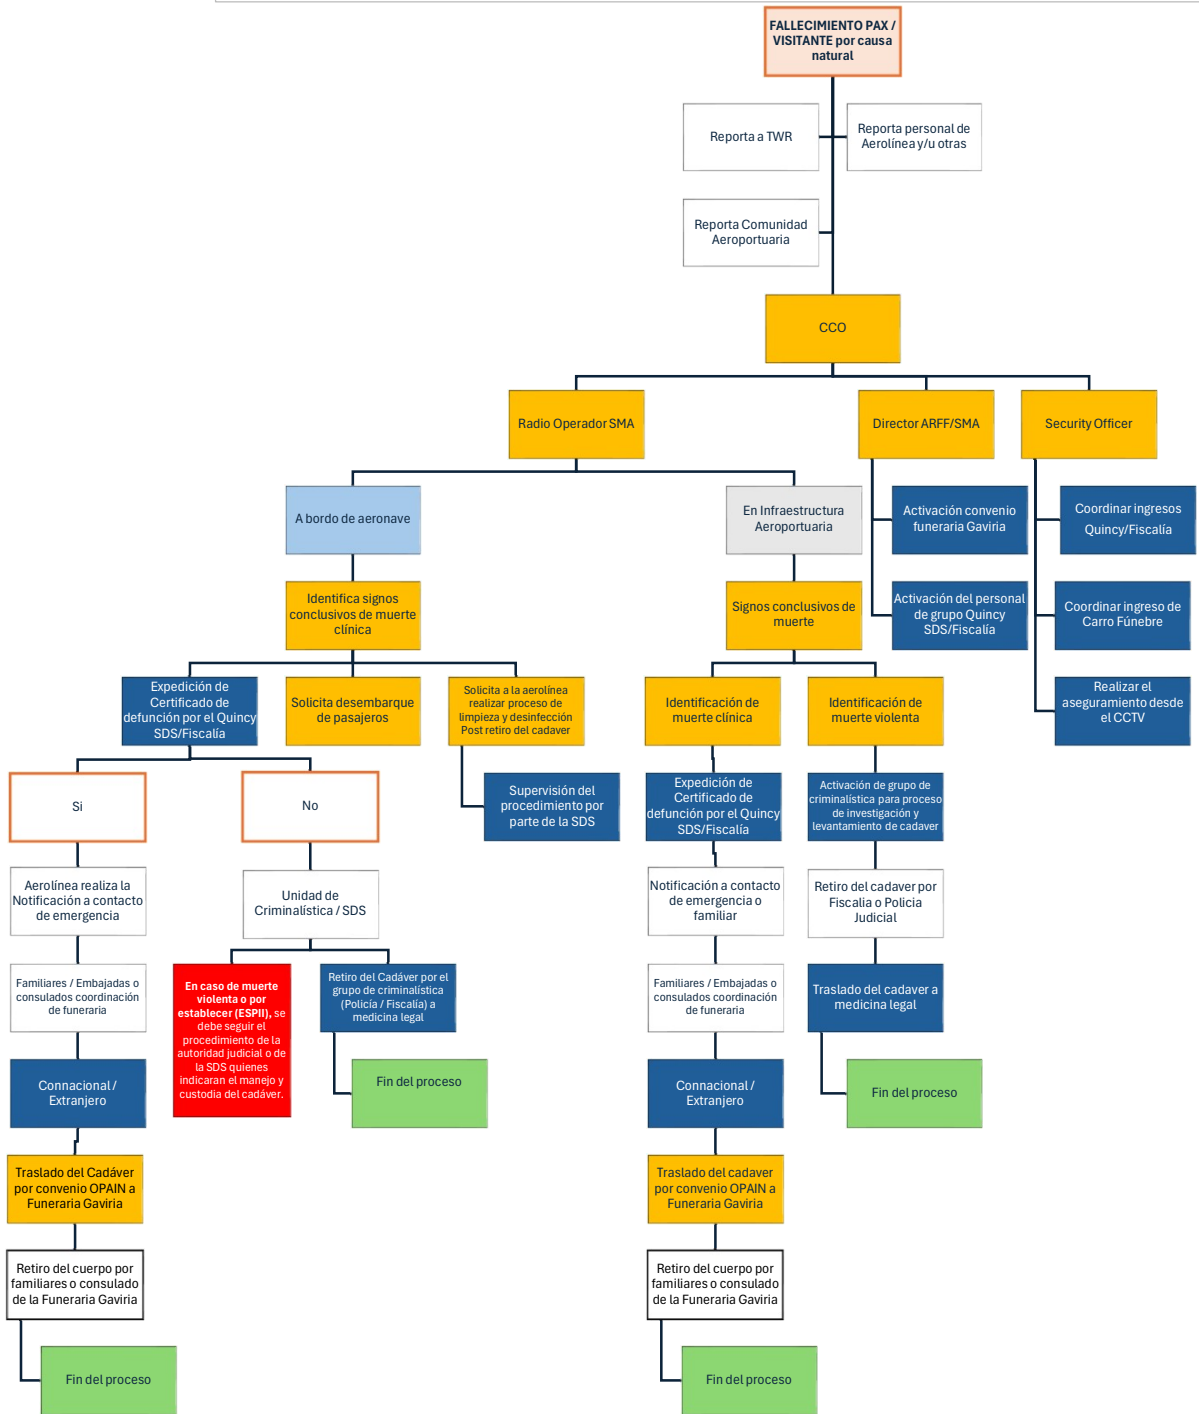 FALLECIMIENTO PAX /
VISITANTE por causa
natural
Reporta a TWR
Reporta personal de
Aerolínea y/u otras
Reporta Comunidad
Aeroportuaria
CCO
Radio Operador SMA
Director ARFF/SMA
Security Officer
A bordo de aeronave
En Infraestructura
Aeroportuaria
Activación convenio
funeraria Gaviria
Coordinar ingresos
Quincy/Fiscalía
Identifica signos
conclusivos de muerte
clínica
Signos conclusivos de
muerte
Activación del personal
de grupo Quincy
SDS/Fiscalía
Coordinar ingreso de
Carro Fúnebre
Expedición de
Certificado de
defunción por el Quincy
SDS/Fiscalía
Solicita desembarque
de pasajeros
Solicita a la aerolínea
realizar proceso de
limpieza y desinfección
Post retiro del cadaver
Identificación de
muerte clínica
Identificación de
muerte violenta
Realizar el
aseguramiento desde
el CCTV
Si
No
Supervisión del
procedimiento por
parte de la SDS
Expedición de
Certificado de
defunción por el Quincy
SDS/Fiscalía
Activación de grupo de
criminalística para proceso
de investigación y
levantamiento de cadaver
Aerolínea realiza la
Notificación a contacto
de emergencia
Unidad de
Criminalística / SDS
Notificación a contacto
de emergencia o
familiar
Retiro del cadaver por
Fiscalia o Policia
Judicial
Familiares / Embajadas o
consulados coordinación
de funeraria
En caso de muerte
violenta o por
establecer (ESPII), se
debe seguir el
procedimiento de la
autoridad judicial o de
la SDS quienes
indicaran el manejo y
custodia del cadáver.
Retiro del Cadáver por el
grupo de criminalística
(Policía / Fiscalía) a
medicina legal
Familiares / Embajadas o
consulados coordinación
de funeraria
Traslado del cadaver a
medicina legal
Connacional /
Extranjero
Fin del proceso
Connacional /
Extranjero
Fin del proceso
Traslado del Cadáver
por convenio OPAIN a
Funeraria Gaviria
Traslado del cadaver
por convenio OPAIN a
Funeraria Gaviria
Retiro del cuerpo por
familiares o consulado
de la Funeraria Gaviria
Retiro del cuerpo por
familiares o consulado
de la Funeraria Gaviria
Fin del proceso
Fin del proceso